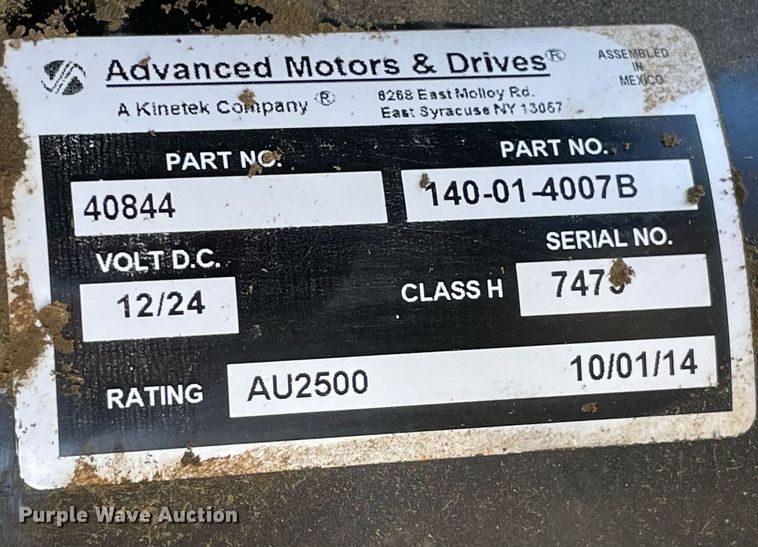 Advanced Motors & Drives®
ASSEMBLED
IN
MEXICO
A Kinetek Company ®
6268 East Molloy Rd.
East Syracuse NY 13057
PART NO.
40844
PART NO.
140-01-4007B
VOLT D.C.
12/24
CLASS H
SERIAL NO.
RATING
AU2500
10/01/14
Purple Wave Auction